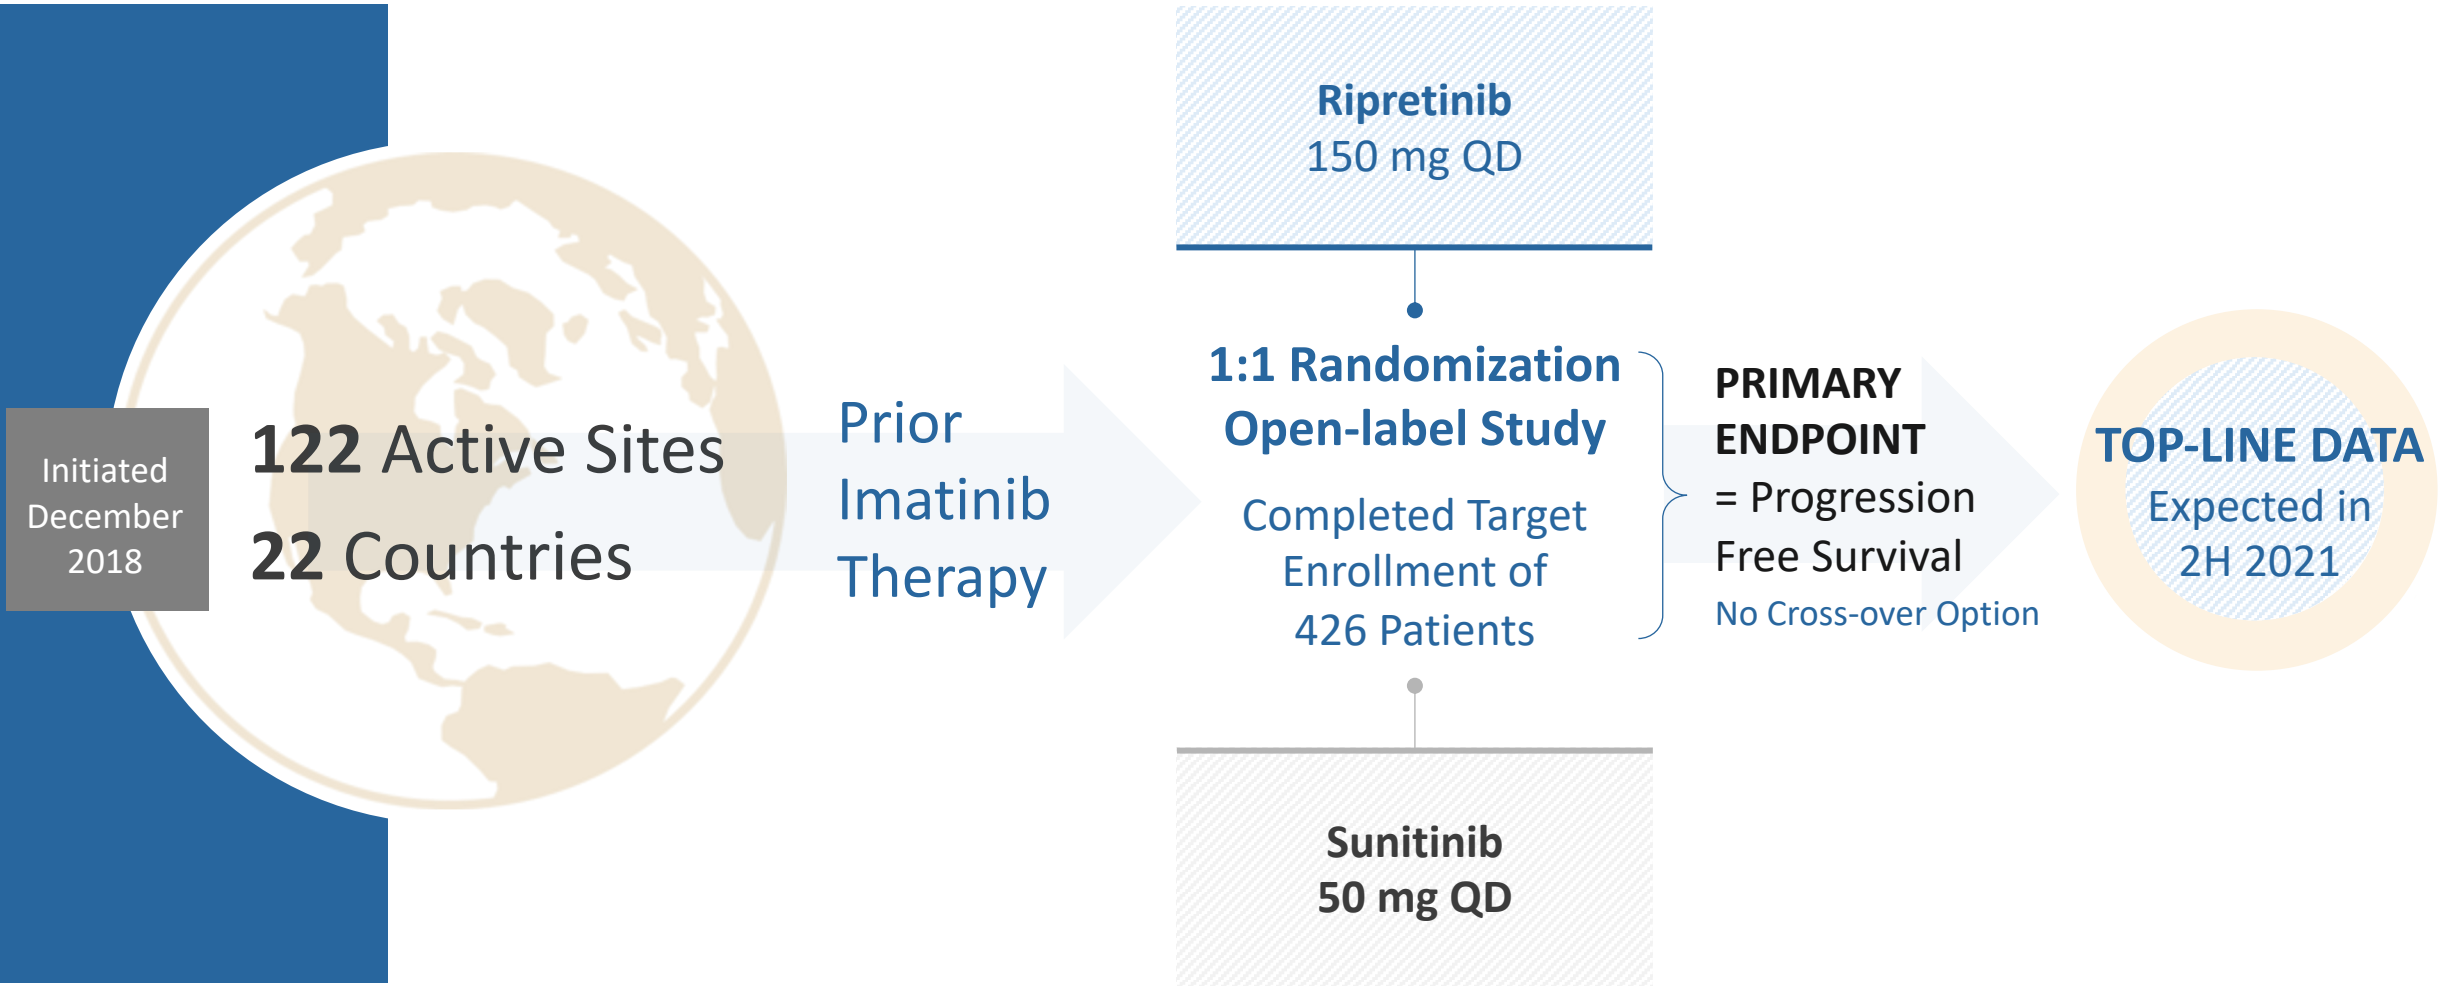 Initiated
December
2018
122 Active Sites
22 Countries
Prior
Imatinib
Therapy
Ripretinib
150 mg QD
1:1 Randomization
Open-label Study
Completed Target
Enrollment of
426 Patients
Sunitinib
50 mg QD
PRIMARY
ENDPOINT
= Progression
Free Survival
No Cross-over Option
TOP-LINE DATA
Expected in
2H 2021